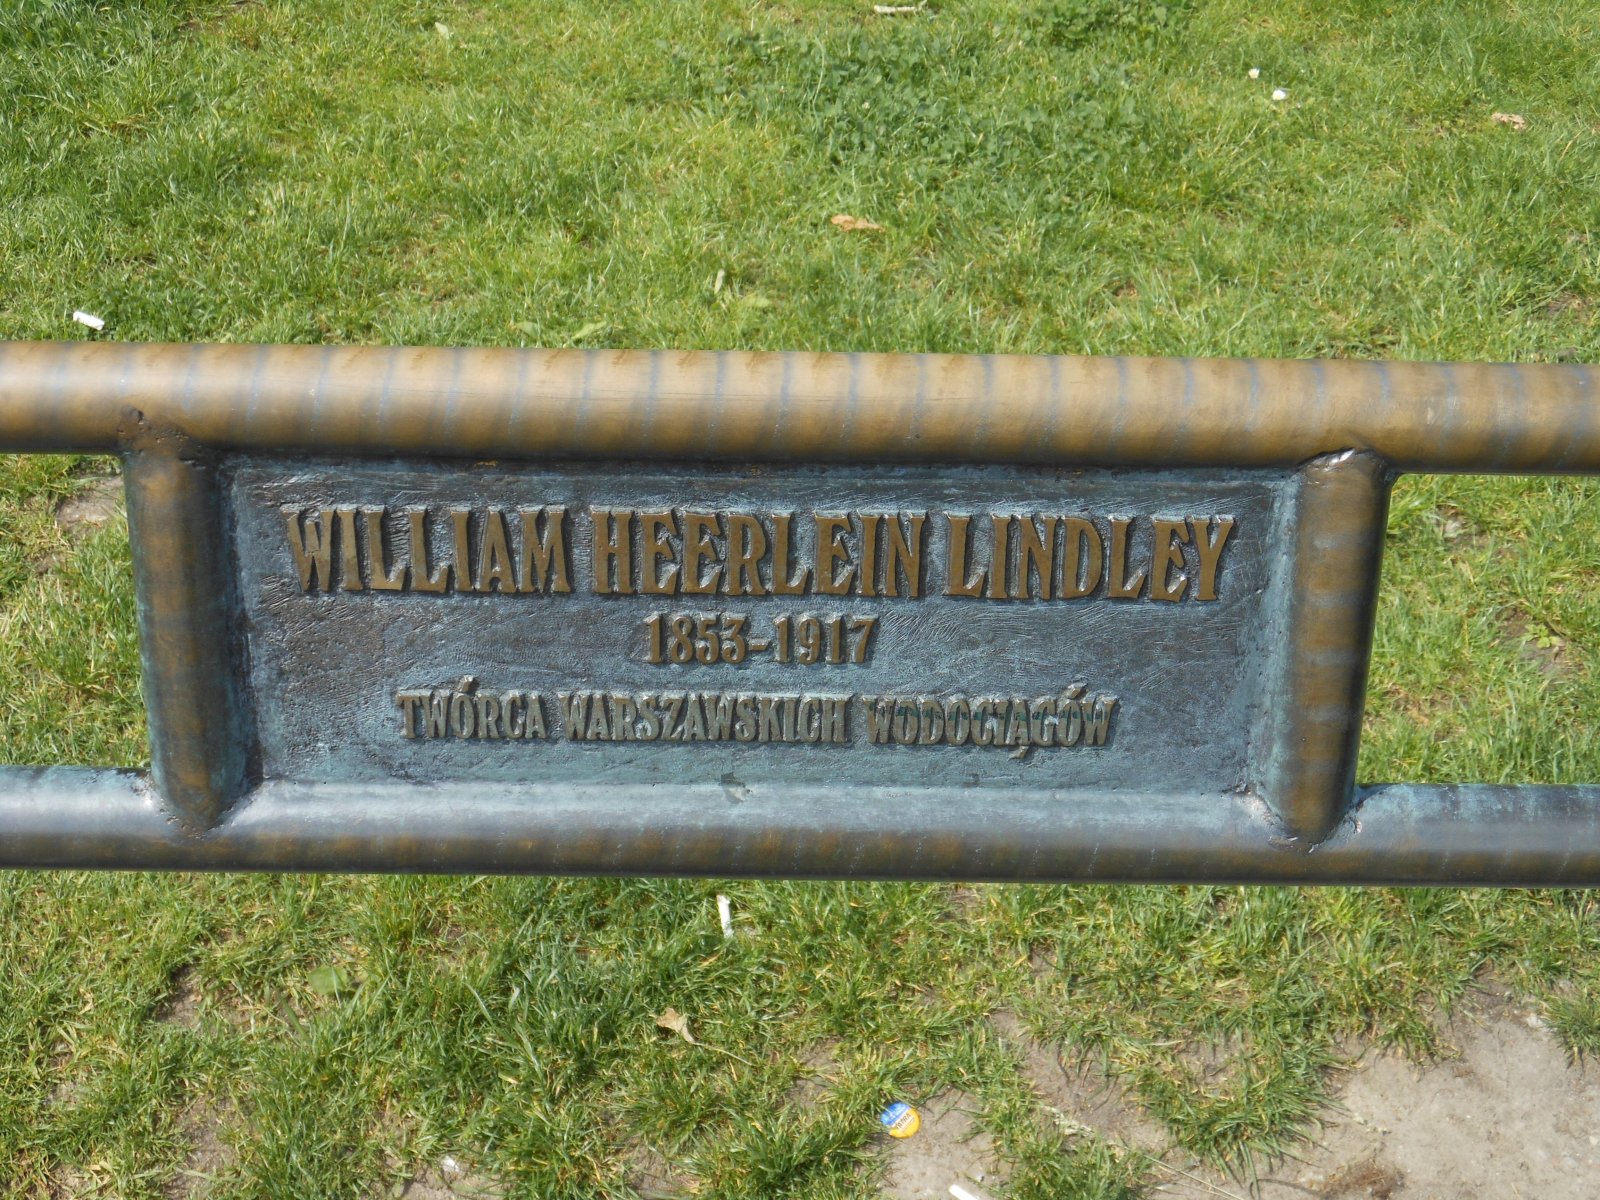 WILLIAM HEERLEIN LINDLEY
1853-1917
TWÓRCA WARSZAWSKICH WODOCIĄGÓW